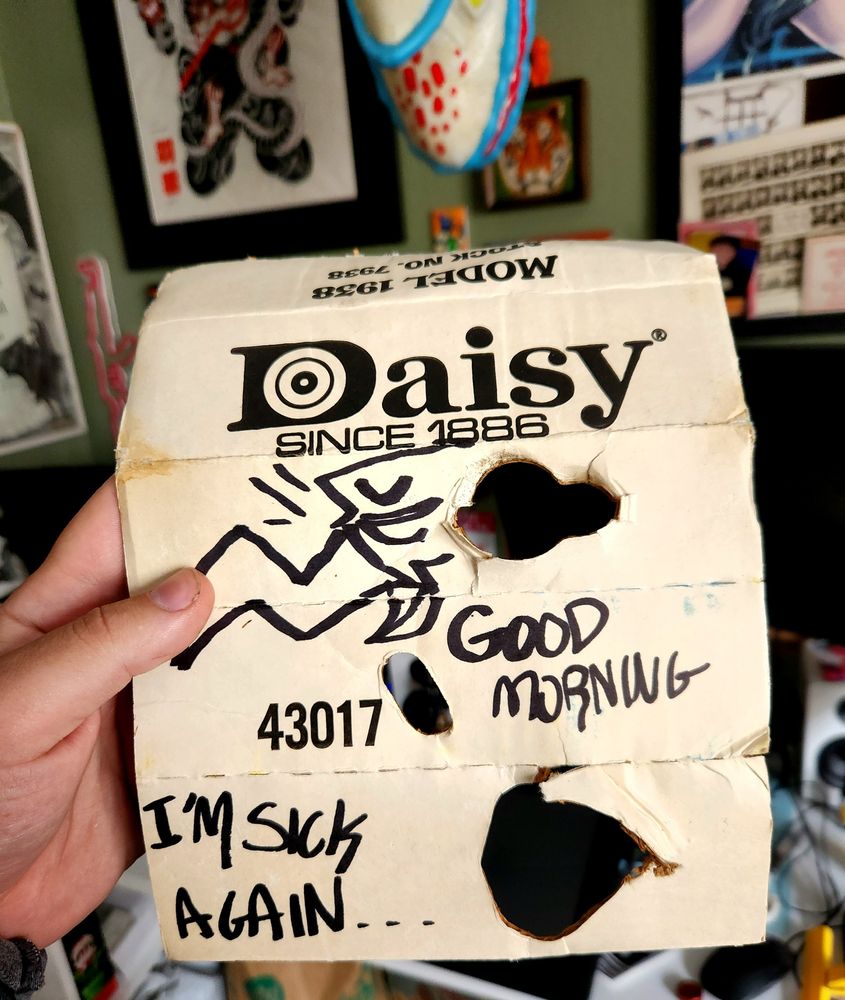 STOCK NO. 7938
MODEL 1938
Daisy®
SINCE 1886
GOOD
MORNING
43017
I'M SICK
AGAIN....